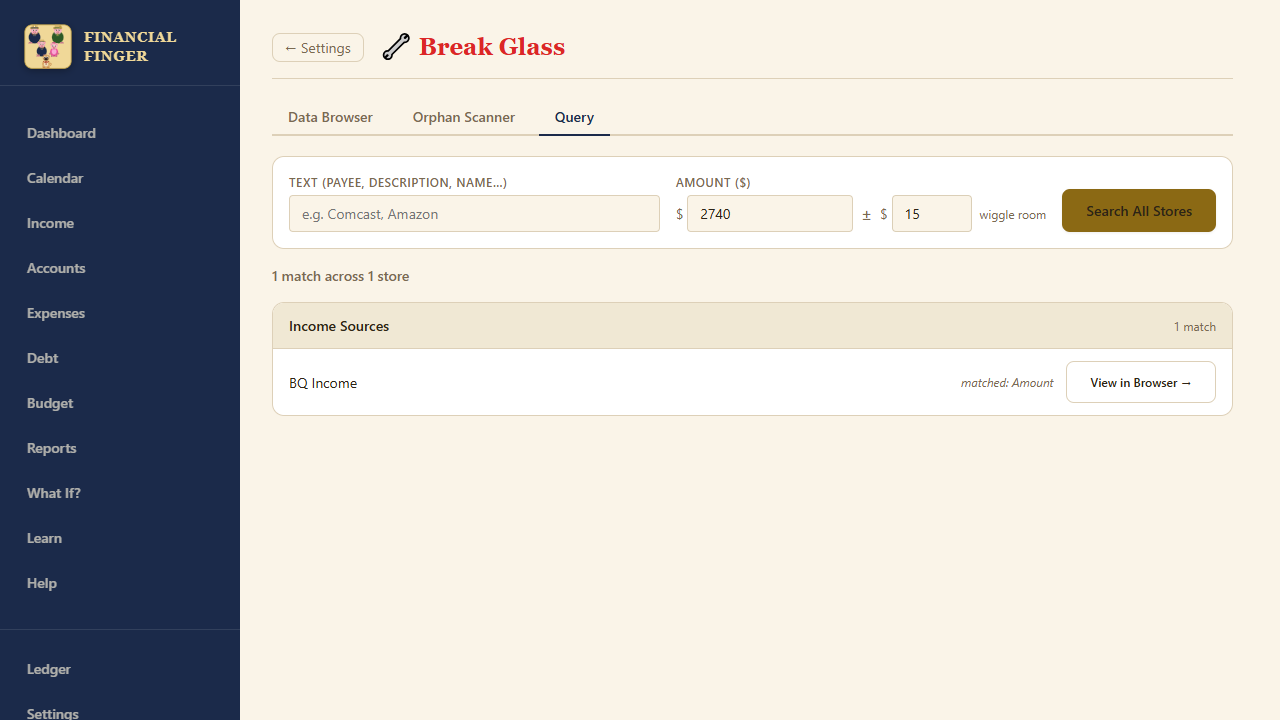 FINANCIAL
FINGER
Dashboard
Calendar
Income
Accounts
Expenses
Debt
Budget
Reports
What If?
Learn
Help
Ledger
Settings
← Settings
Break Glass
Data Browser
Orphan Scanner
Query
TEXT (PAYEE, DESCRIPTION, NAME...)
e.g. Comcast, Amazon
AMOUNT ($)
$ 2740 ± $ 15 wiggle room
Search All Stores
1 match across 1 store
Income Sources
1 match
BQ Income
matched: Amount
View in Browser →